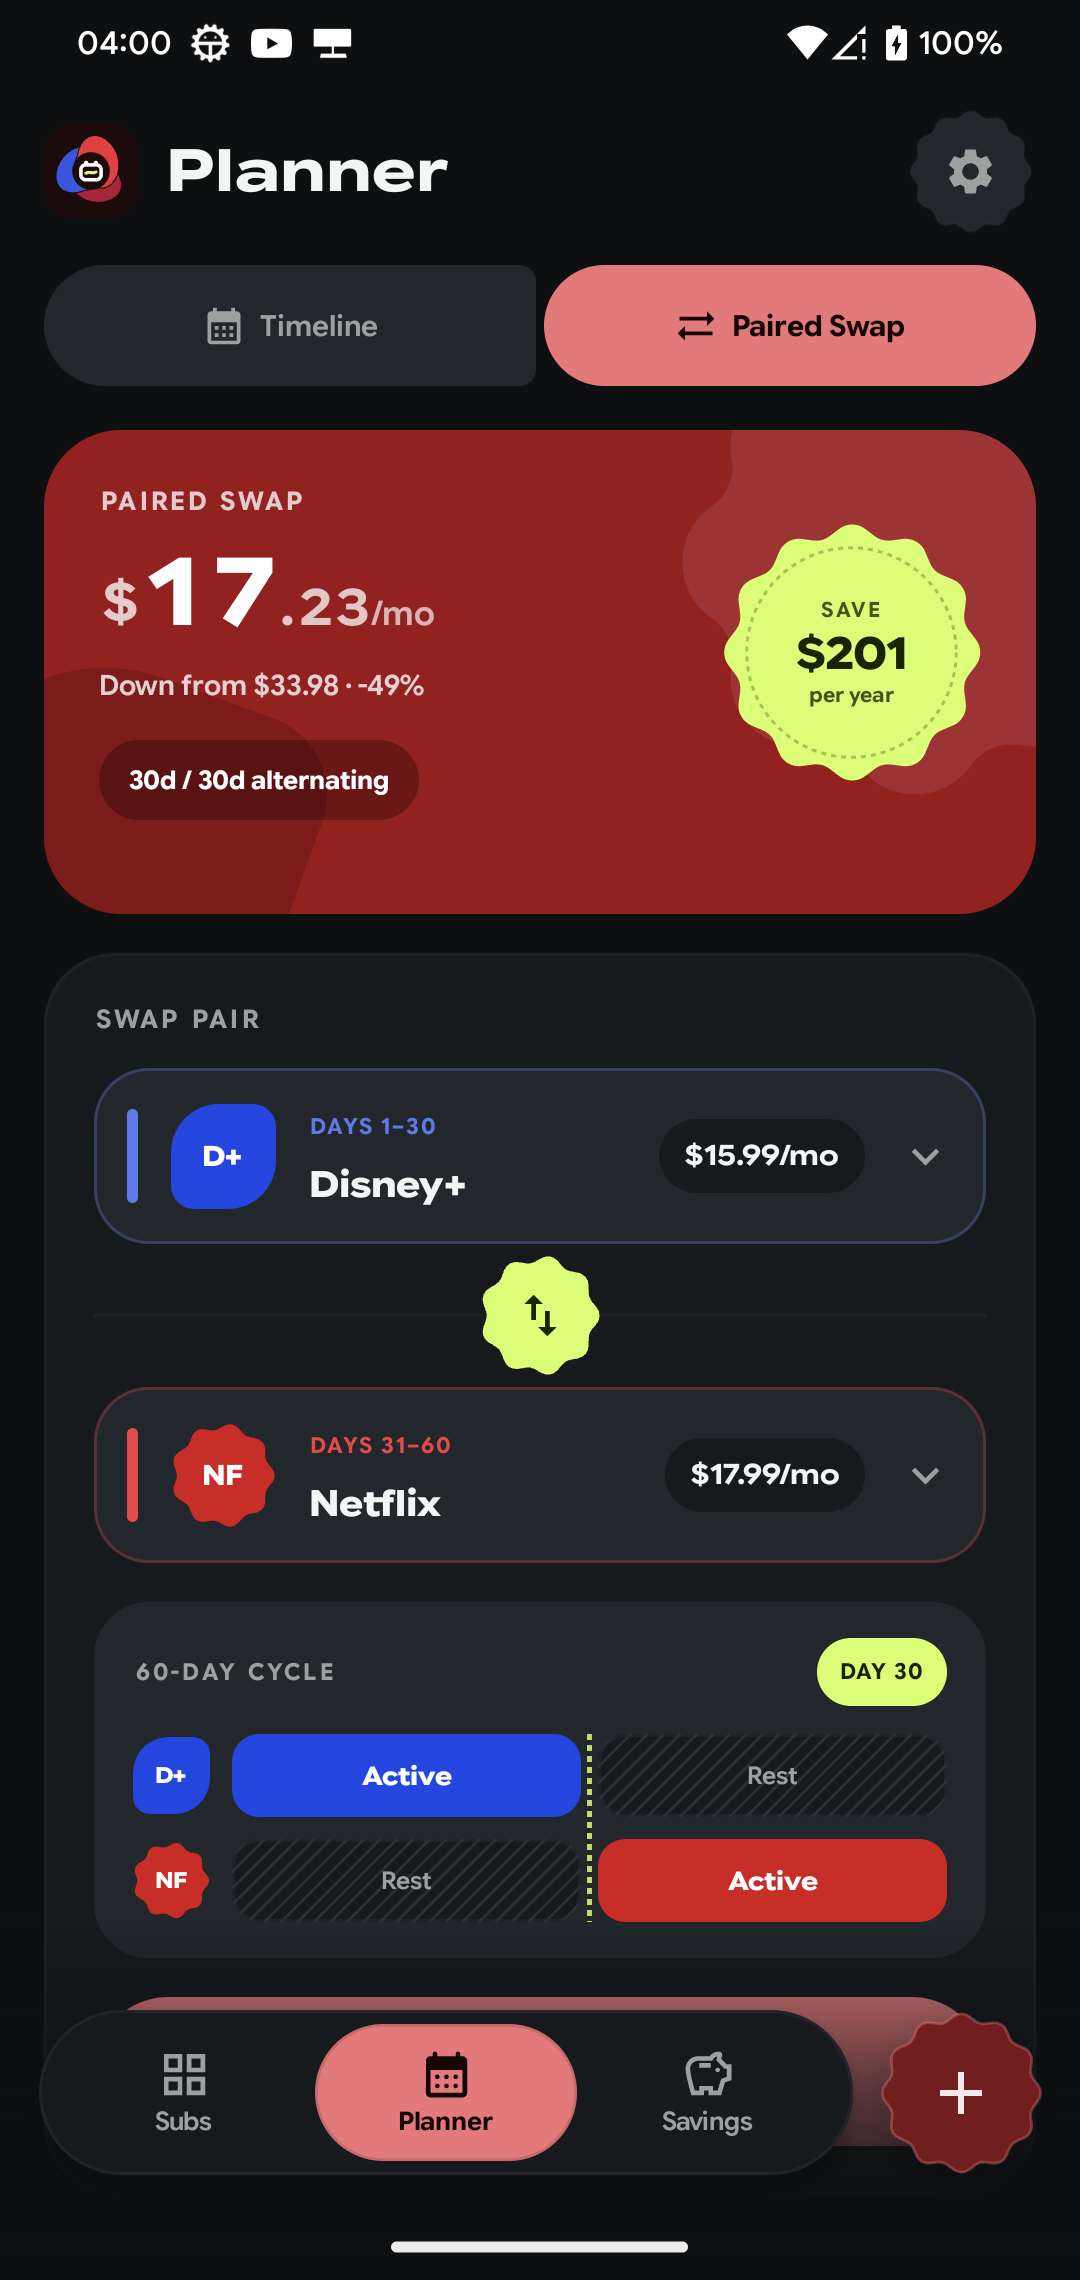 04:00
100%
Planner
Timeline
Paired Swap
PAIRED SWAP
$17.23/mo
Down from $33.98 · -49%
30d / 30d alternating
SAVE
$201
per year
SWAP PAIR
D+
DAYS 1–30
Disney+
$15.99/mo
NF
DAYS 31–60
Netflix
$17.99/mo
60-DAY CYCLE
DAY 30
D+
Active
Rest
NF
Rest
Active
Subs
Planner
Savings